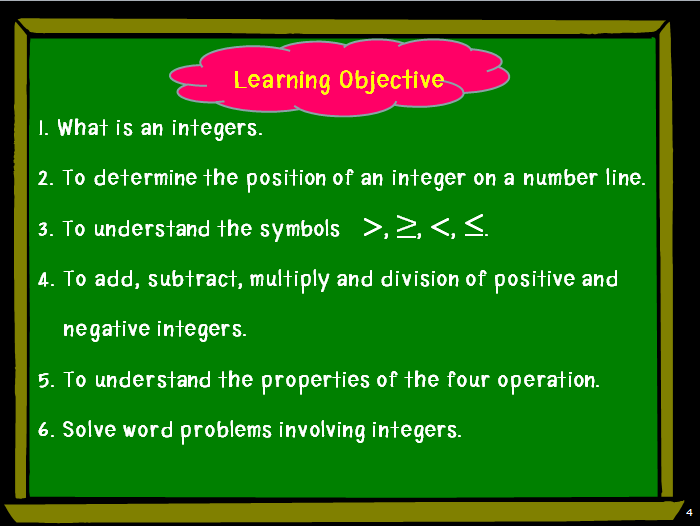 Learning Objective
1. What is an integers.
2. To determine the position of an integer on a number line.
3. To understand the symbols >, ≥, <, ≤.
4. To add, subtract, multiply and division of positive and
negative integers.
5. To understand the properties of the four operation.
6. Solve word problems involving integers.
4